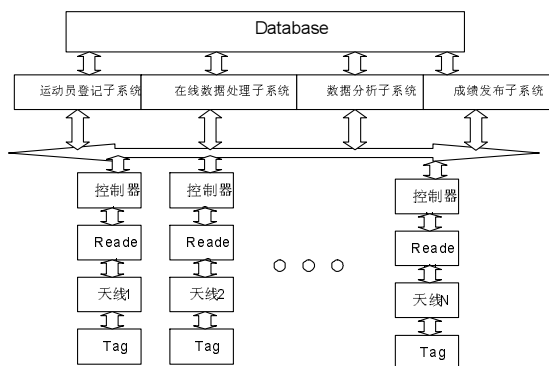 Database
运动员登记子系统 在线数据处理子系统 数据分析子系统 成绩发布子系统
控制器 控制器 控制器
Reade Reade Reade
天线1 天线2 天线N
Tag Tag Tag